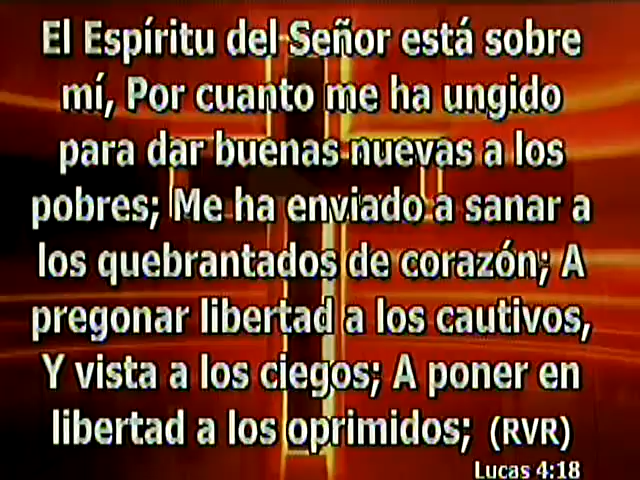 El Espíritu del Señor está sobre
mí, Por cuanto me ha ungido
para dar buenas nuevas a los
pobres; Me ha enviado a sanar a
los quebrantados de corazón; A
pregonar libertad a los cautivos,
Y vista a los ciegos; A poner en
libertad a los oprimidos; (RVR)
Lucas 4:18